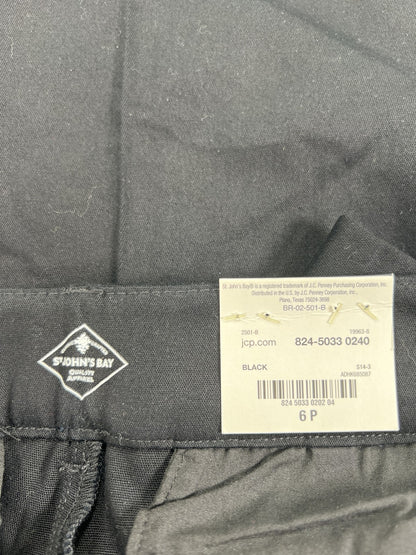 St. John's Bay® is a registered trademark of J.C. Penney Purchasing Corporation, Inc.,
Distributed in the U.S. by J.C. Penney Corporation, Inc.,
Plano, Texas 75024-3698
BR-02-501-B
2501-B 19963-8
jcp.com 824-5033 0240
BLACK S14-3
ADHK685087
824 5033 0202 04
6 P
ST JOHN'S BAY
QUALITY
APPAREL